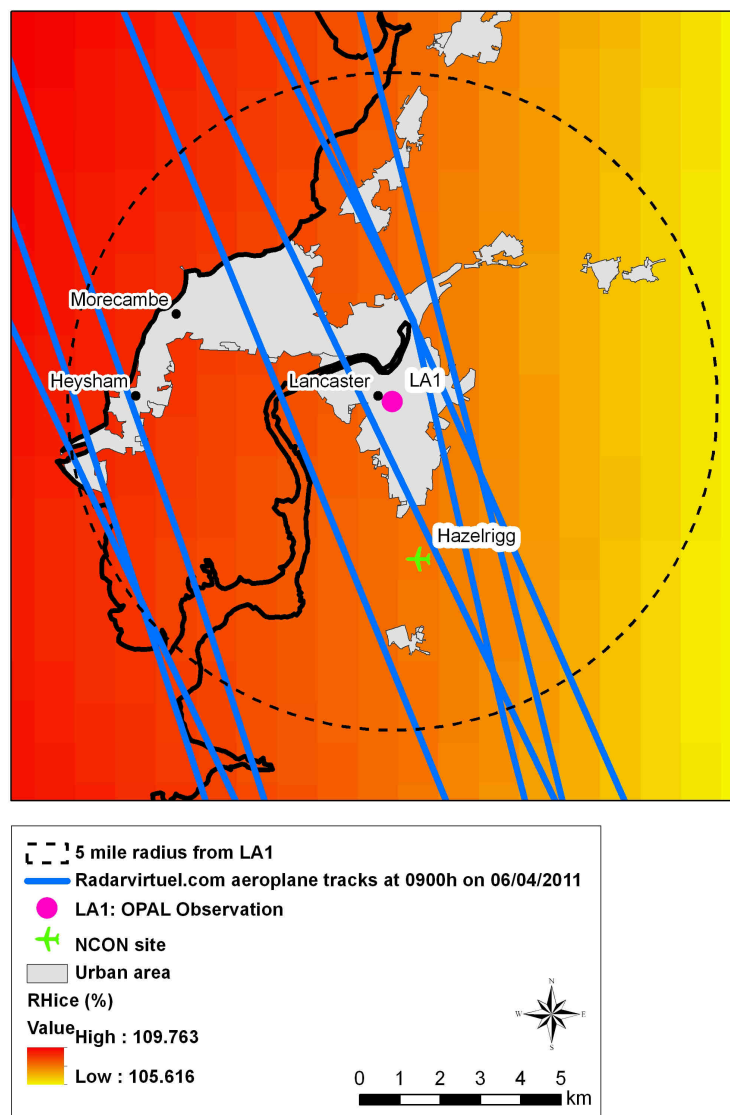 Morecambe
Heysham
Lancaster
LA1
Hazelrigg
5 mile radius from LA1
Radarvirtuel.com aeroplane tracks at 0900h on 06/04/2011
LA1: OPAL Observation
NCON site
Urban area
RHice (%)
Value
High : 109.763
Low : 105.616
N
W E
S
0 1 2 3 4 5
km